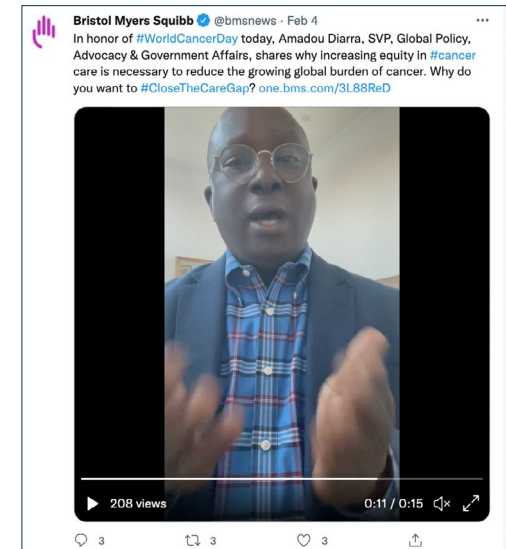 Bristol Myers Squibb @bmsnews · Feb 4
In honor of #WorldCancerDay today, Amadou Diarra, SVP, Global Policy,
Advocacy & Government Affairs, shares why increasing equity in #cancer
care is necessary to reduce the growing global burden of cancer. Why do
you want to #CloseTheCareGap? one.bms.com/3L88ReD
208 views 0:11 / 0:15
3 3 3